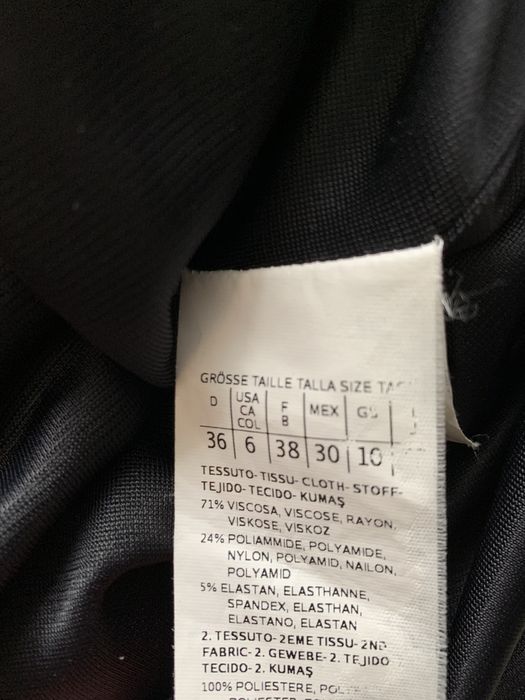 GRÖSSE TAILLE TALLA SIZE
D USA CA COL F B MEX
36 6 38 30 10
TESSUTO-TISSU-CLOTH-STOFF-
TEJIDO-TECIDO-KUMAŞ
71% VISCOSA, VISCOSE, RAYON,
VISKOSE, VISKOZ
24% POLIAMMIDE, POLYAMIDE,
NYLON, POLYAMID, NAILON,
POLYAMID
5% ELASTAN, ELASTHANNE,
SPANDEX, ELASTHAN,
ELASTANO, ELASTAN
2. TESSUTO-2EME TISSU-2ND
FABRIC-2. GEWEBE-2. TEJIDO
TECIDO-2. KUMAŞ
100% POLIESTERE,